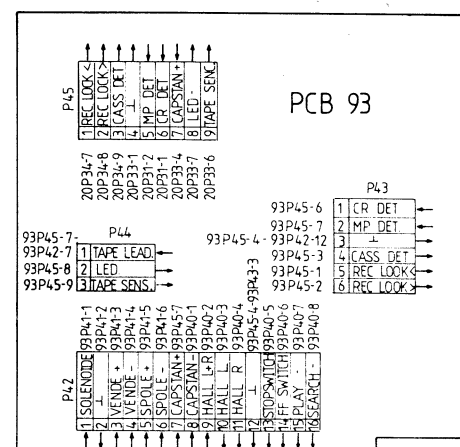 PCB 93
P45
1 REC LOCK < 20P34-7
2 REC LOCK> 20P34-8
3 CASS DET 20P34-9
4 ⊥ 20P33-1
5 MP DET 20P31-2
6 CR DET 20P31-1
7 CAPSTAN + 20P33-4
8 LED - 20P33-7
9 TAPE SENC. 20P33-6
P43
93P45-6 1 CR DET
93P45-7 2 MP DET.
93P45-4 - 93P42-12 3 ⊥
93P45-3 4 CASS DET
93P45-1 5 REC LOCK<
93P45-2 6 REC LOCK>
P44
93P45-7-
93P42-7 1 TAPE LEAD.
93P45-8 2 LED
93P45-9 3 TAPE SENS.
P42
1 SOLENOIDE 93P41-1
2 ⊥ 93P41-2
3 VENDE + 93P41-3
4 VENDE - 93P41-4
5 SPOLE + 93P41-5
6 SPOLE - 93P41-6
7 CAPSTAN+ 93P45-7
8 CAPSTAN- 93P40-1
9 HALL L+R 93P40-2
10 HALL L 93P40-3
11 HALL R 93P40-4
12 ⊥ 93P45-4-93P43-3
13 STOPSWITCH 93P40-5
14 FF SWITCH 93P40-6
15 PLAY - 93P40-7
16 SEARCH - 93P40-8